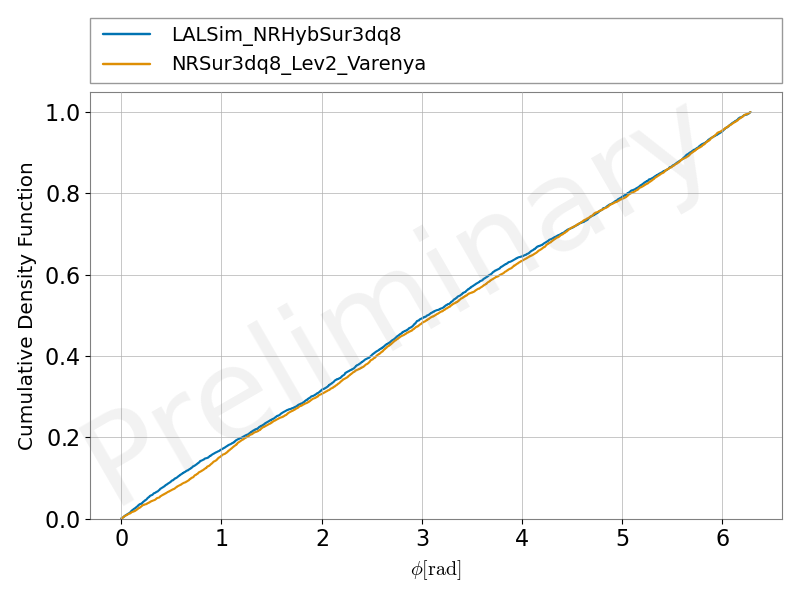 LALSim_NRHybSur3dq8
NRSur3dq8_Lev2_Varenya
1.0
0.8
0.6
0.4
0.2
0.0
Cumulative Density Function
Preliminary
0 1 2 3 4 5 6
ϕ[rad]